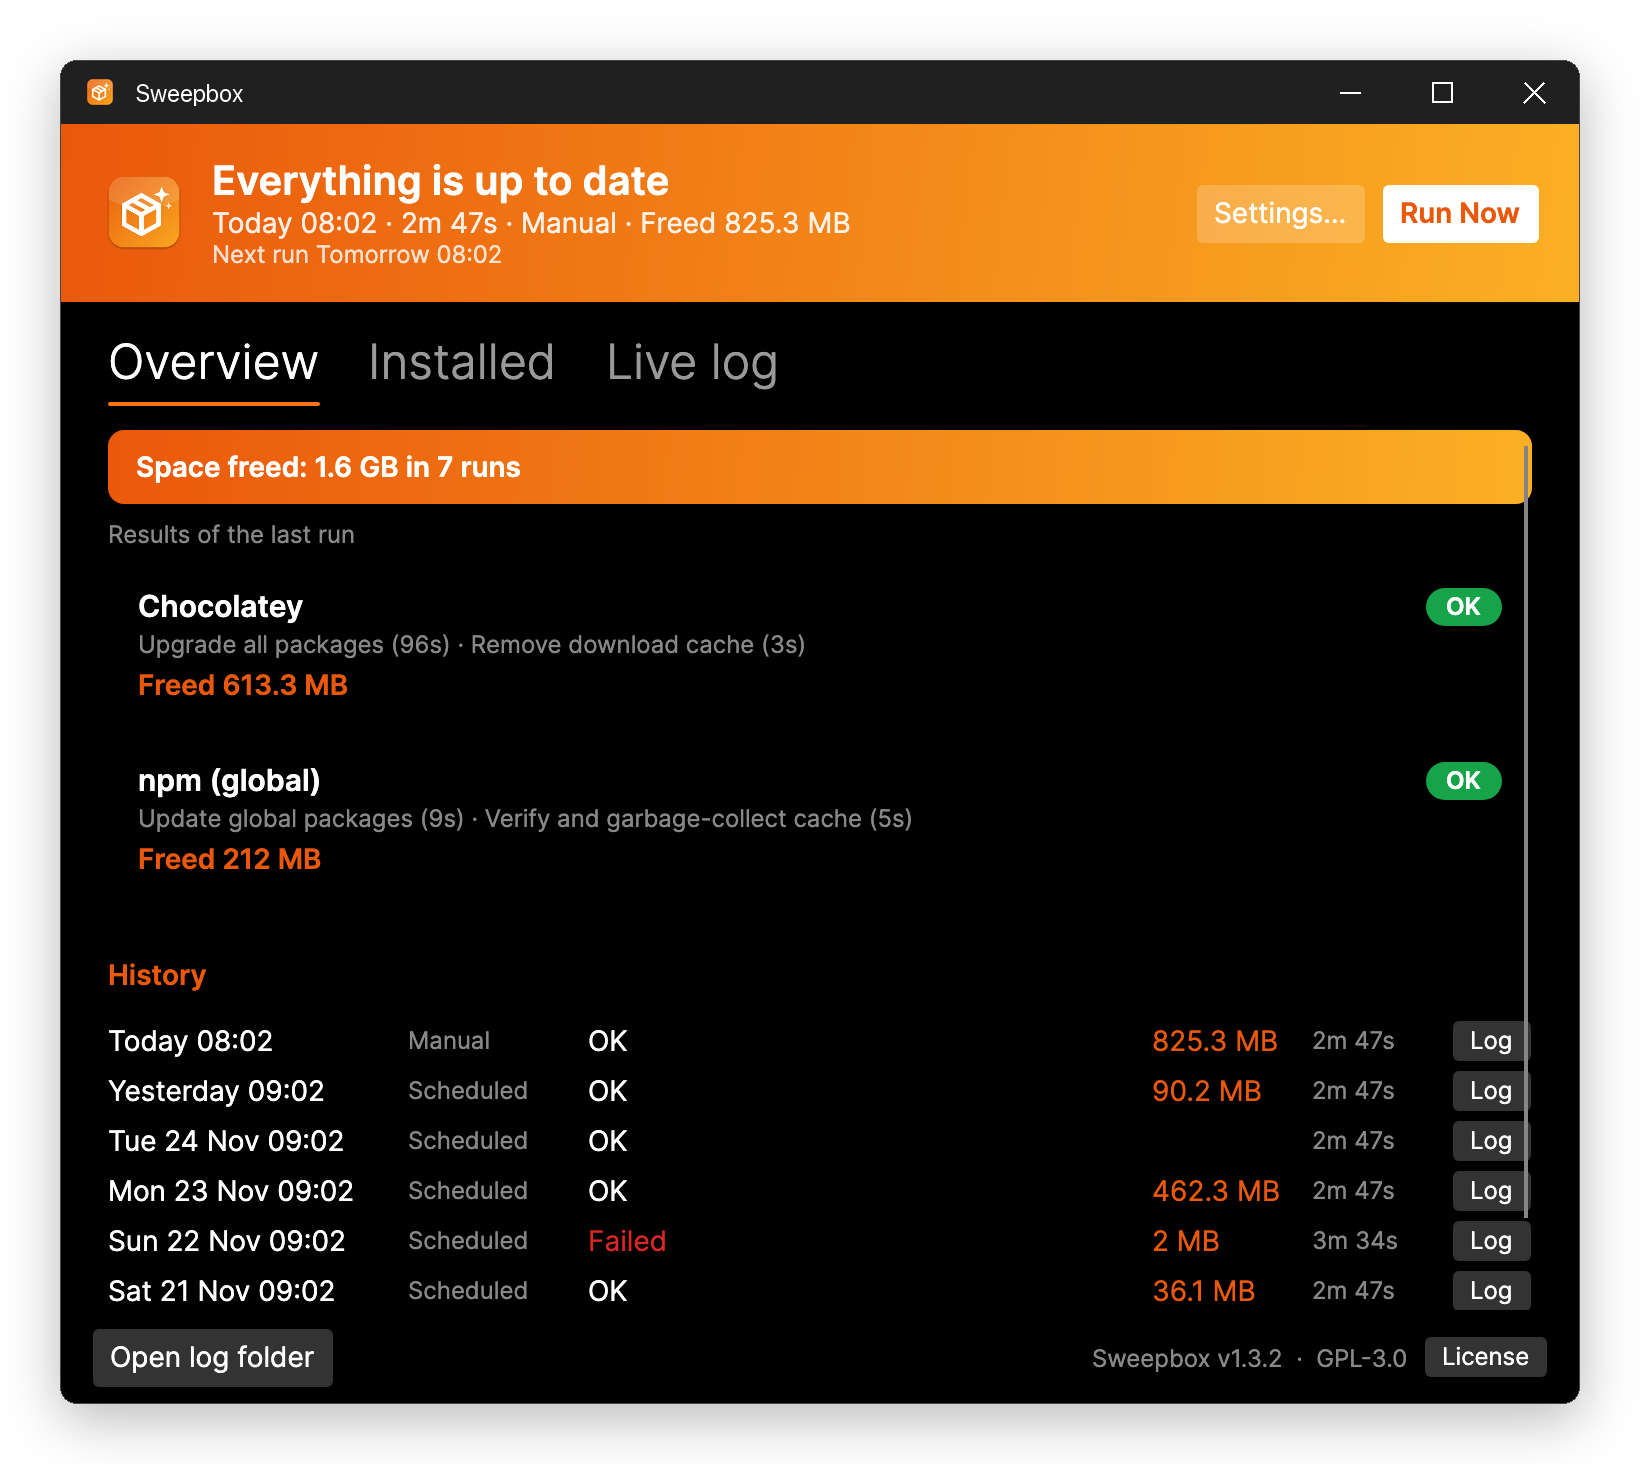 Sweepbox
Everything is up to date
Today 08:02 · 2m 47s · Manual · Freed 825.3 MB
Next run Tomorrow 08:02
Settings...
Run Now
Overview Installed Live log
Space freed: 1.6 GB in 7 runs
Results of the last run
Chocolatey OK
Upgrade all packages (96s) · Remove download cache (3s)
Freed 613.3 MB
npm (global) OK
Update global packages (9s) · Verify and garbage-collect cache (5s)
Freed 212 MB
History
Today 08:02 Manual OK 825.3 MB 2m 47s Log
Yesterday 09:02 Scheduled OK 90.2 MB 2m 47s Log
Tue 24 Nov 09:02 Scheduled OK 2m 47s Log
Mon 23 Nov 09:02 Scheduled OK 462.3 MB 2m 47s Log
Sun 22 Nov 09:02 Scheduled Failed 2 MB 3m 34s Log
Sat 21 Nov 09:02 Scheduled OK 36.1 MB 2m 47s Log
Open log folder Sweepbox v1.3.2 · GPL-3.0 License